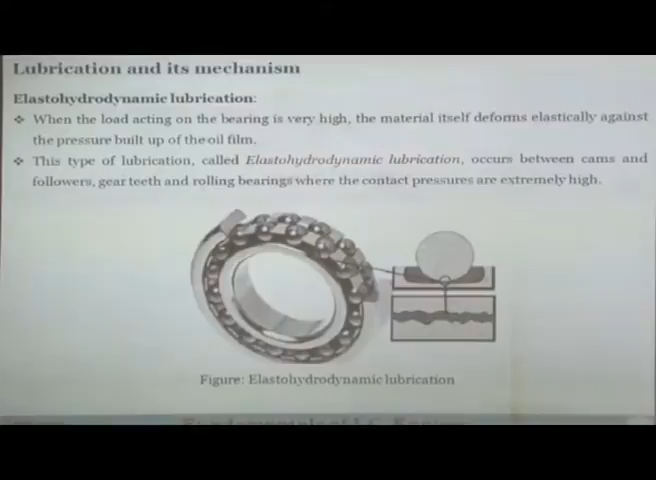 Lubrication and its mechanism
Elastohydrodynamic lubrication:
❖ When the load acting on the bearing is very high, the material itself deforms elastically against
the pressure built up of the oil film.
❖ This type of lubrication, called Elastohydrodynamic lubrication, occurs between cams and
followers, gear teeth and rolling bearings where the contact pressures are extremely high.
Figure: Elastohydrodynamic lubrication